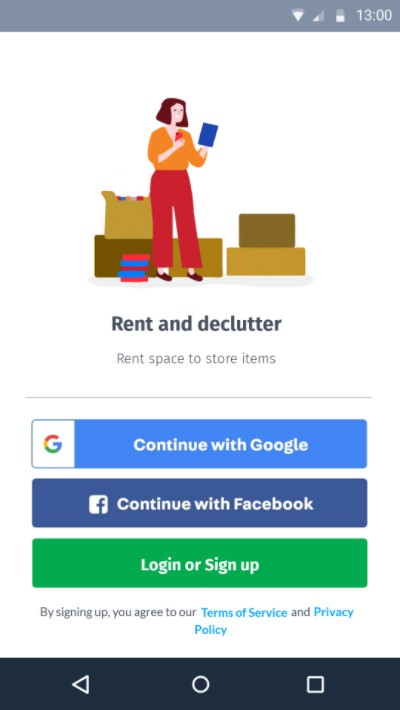 13:00
Rent and declutter
Rent space to store items
Continue with Google
Continue with Facebook
Login or Sign up
By signing up, you agree to our Terms of Service and Privacy
Policy